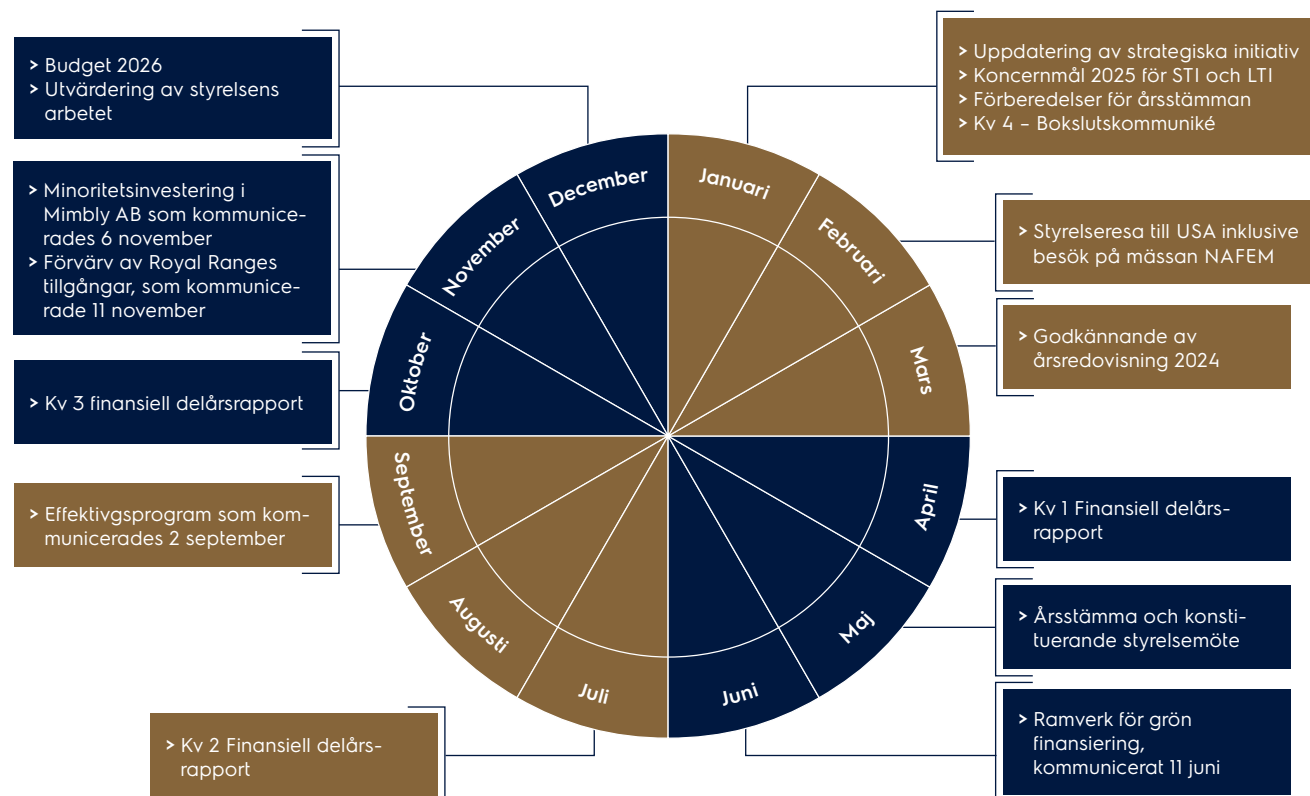 > Budget 2026
> Utvärdering av styrelsens
arbetet
> Minoritetsinvestering i
Mimbly AB som kommunice-
rades 6 november
> Förvärv av Royal Ranges
tillgångar, som kommunice-
rade 11 november
> Kv 3 finansiell delårsrapport
> Effektivgsprogram som kom-
municerades 2 september
> Kv 2 Finansiell delårs-
rapport
Januari
Februari
Mars
April
Maj
Juni
Juli
Augusti
September
Oktober
November
December
> Uppdatering av strategiska initiativ
> Koncernmål 2025 för STI och LTI
> Förberedelser för årsstämman
> Kv 4 – Bokslutskommuniké
> Styrelseresa till USA inklusive
besök på mässan NAFEM
> Godkännande av
årsredovisning 2024
> Kv 1 Finansiell delårs-
rapport
> Årsstämma och konsti-
tuerande styrelsemöte
> Ramverk för grön
finansiering,
kommunicerat 11 juni